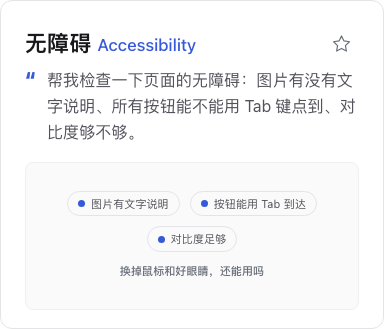 无障碍 Accessibility
“ 帮我检查一下页面的无障碍：图片有没有文
字说明、所有按钮能不能用 Tab 键点到、对
比度够不够。
图片有文字说明 按钮能用 Tab 到达
对比度足够
换掉鼠标和好眼睛，还能用吗